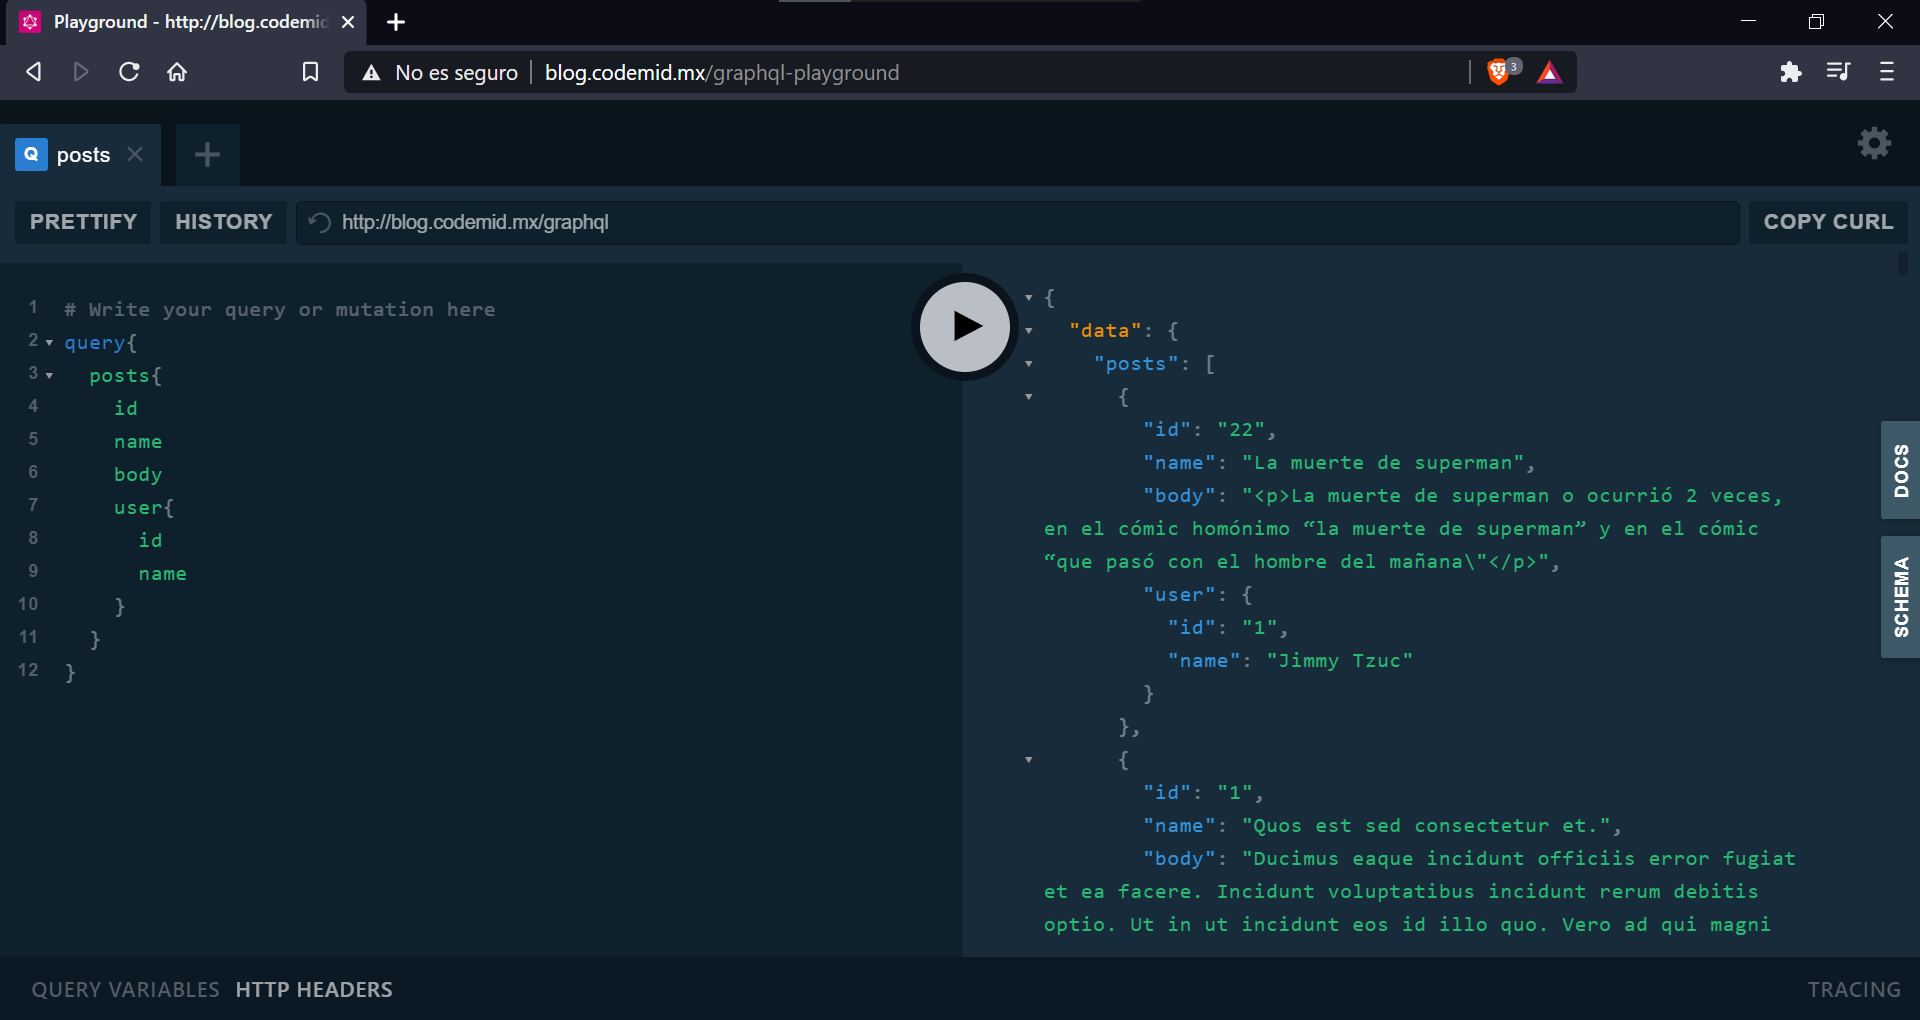 Playground - http://blog.codemid
No es seguro blog.codemid.mx/graphql-playground 3
Q posts
PRETTIFY HISTORY http://blog.codemid.mx/graphql COPY CURL
1 # Write your query or mutation here
2 query{
3 posts{
4 id
5 name
6 body
7 user{
8 id
9 name
10 }
11 }
12 }
{
"data": {
"posts": [
{
"id": "22",
"name": "La muerte de superman",
"body": "<p>La muerte de superman o ocurrió 2 veces,
en el cómic homónimo “la muerte de superman” y en el cómic
“que pasó con el hombre del mañana\"</p>",
"user": {
"id": "1",
"name": "Jimmy Tzuc"
}
},
{
"id": "1",
"name": "Quos est sed consectetur et.",
"body": "Ducimus eaque incidunt officiis error fugiat
et ea facere. Incidunt voluptatibus incidunt rerum debitis
optio. Ut in ut incidunt eos id illo quo. Vero ad qui magni
DOCS
SCHEMA
QUERY VARIABLES HTTP HEADERS TRACING